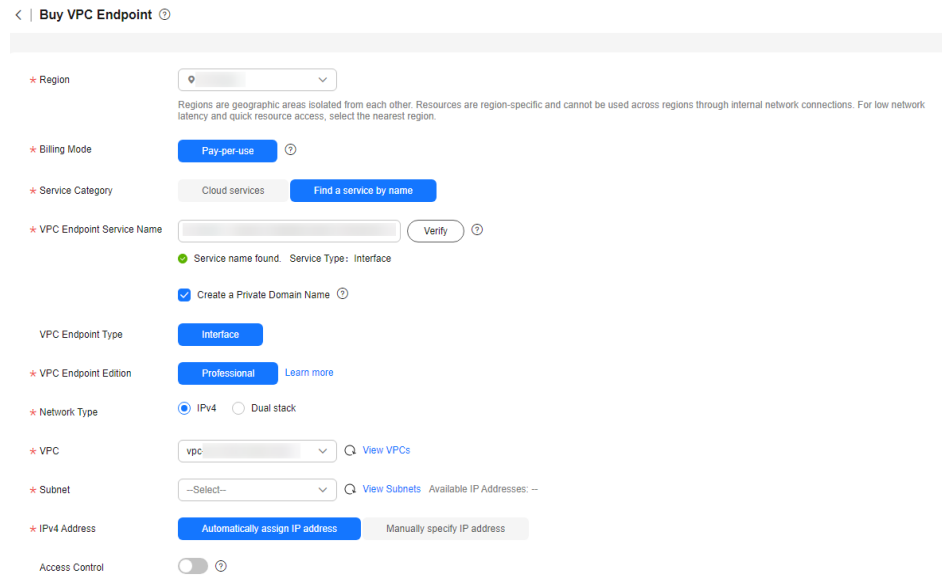 Buy VPC Endpoint
Region
Regions are geographic areas isolated from each other. Resources are region-specific and cannot be used across regions through internal network connections. For low network
latency and quick resource access, select the nearest region.
Billing Mode
Pay-per-use
Service Category
Cloud services
Find a service by name
VPC Endpoint Service Name
Verify
Service name found. Service Type: Interface
Create a Private Domain Name
VPC Endpoint Type
Interface
VPC Endpoint Edition
Professional
Learn more
Network Type
IPv4
Dual stack
VPC
vpc
View VPCs
Subnet
--Select--
View Subnets
Available IP Addresses: --
IPv4 Address
Automatically assign IP address
Manually specify IP address
Access Control